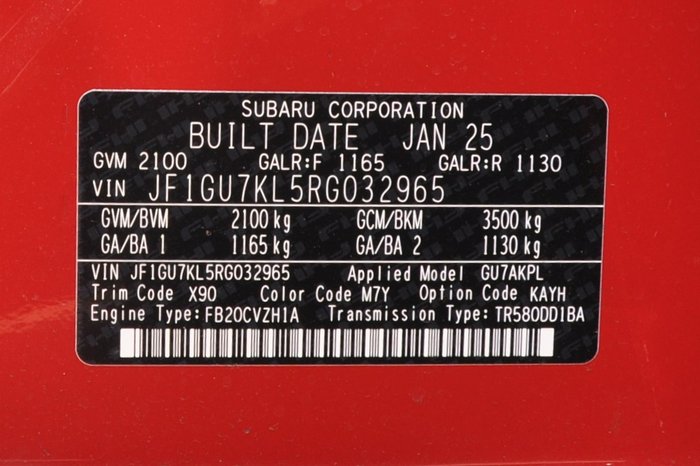 SUBARU CORPORATION
BUILT DATE JAN 25
GVM 2100 GALR:F 1165 GALR:R 1130
VIN JF1GU7KL5RG032965
GVM/BVM 2100 kg GCM/BKM 3500 kg
GA/BA 1 1165 kg GA/BA 2 1130 kg
VIN JF1GU7KL5RG032965 Applied Model GU7AKPL
Trim Code X90 Color Code M7Y Option Code KAYH
Engine Type:FB20CVZH1A Transmission Type:TR580DD1BA